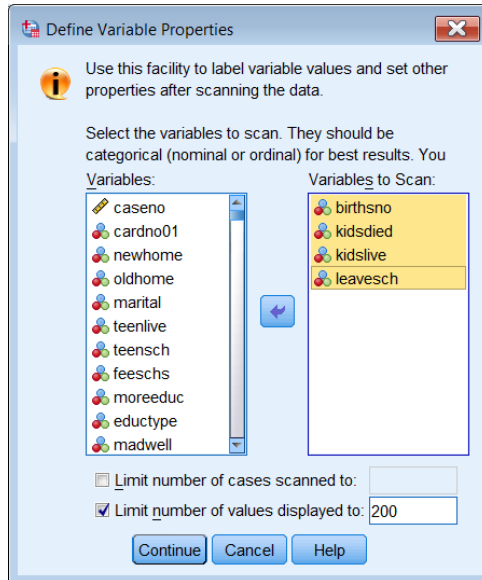 Define Variable Properties
Use this facility to label variable values and set other
properties after scanning the data.
Select the variables to scan. They should be
categorical (nominal or ordinal) for best results. You
Variables:
caseno
cardno01
newhome
oldhome
marital
teenlive
teensch
feeschs
moreeduc
eductype
madwell
Variables to Scan:
birthsno
kidsdied
kidslive
leavesch
Limit number of cases scanned to:
Limit number of values displayed to: 200
Continue Cancel Help